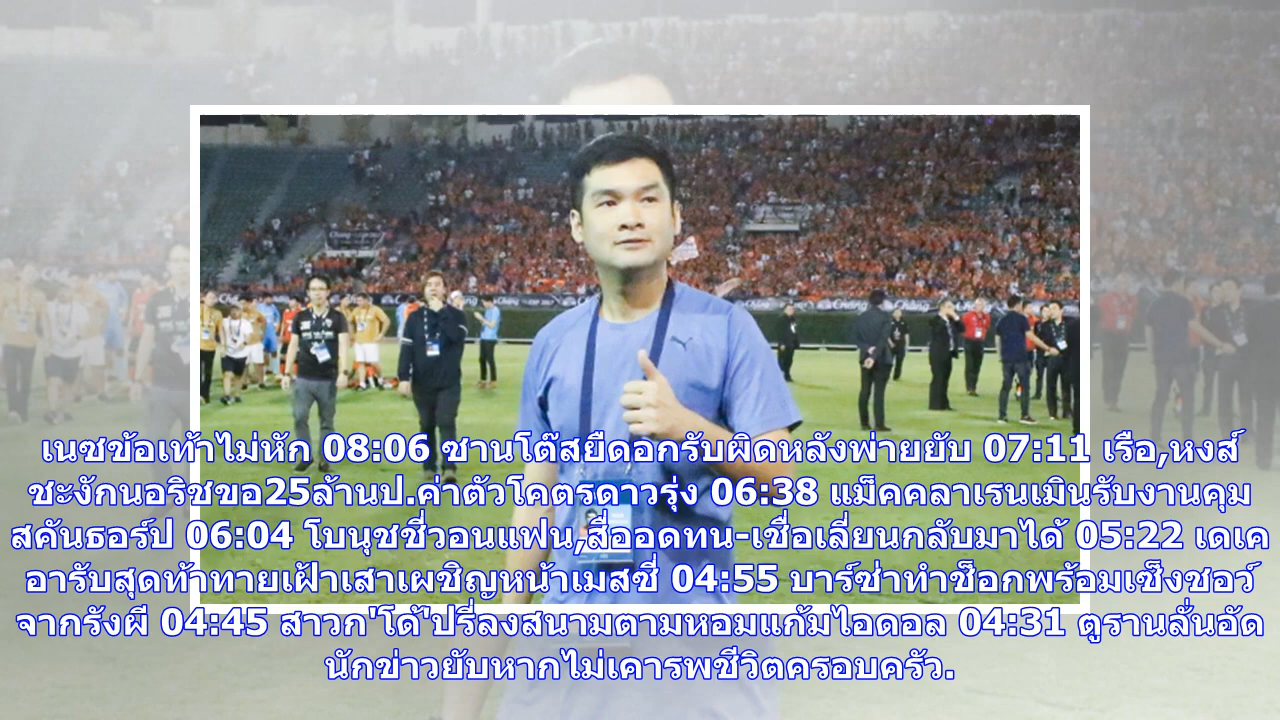 เนซข้อเท้าไม่หัก 08:06 ซานโต๊สยืดอกรับผิดหลังพ่ายยับ 07:11 เรือ,หงส์
ชะงักนอริชขอ25ล้านป.ค่าตัวโคตรดาวรุ่ง 06:38 แม็คคลาเรนเมินรับงานคุม
สคันธอร์ป 06:04 โบนุชชี่วอนแฟน,สื่ออดทน-เชื่อเลี่ยนกลับมาได้ 05:22 เดเค
อารับสุดท้าทายเฝ้าเสาเผชิญหน้าเมสซี่ 04:55 บาร์ซ่าทำช็อกพร้อมเซ็งชอว์
จากรังผี 04:45 สาวก'โด้'ปรี่ลงสนามตามหอมแก้มไอดอล 04:31 ตูรานลั่นอัด
นักข่าวยับหากไม่เคารพชีวิตครอบครัว.
Chang
Chang
Chang